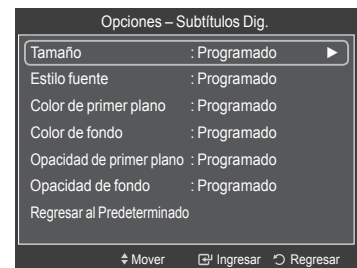 Opciones – Subtítulos Dig.
Tamaño : Programado ►
Estilo fuente : Programado
Color de primer plano : Programado
Color de fondo : Programado
Opacidad de primer plano : Programado
Opacidad de fondo : Programado
Regresar al Predeterminado
Mover Ingresar Regresar